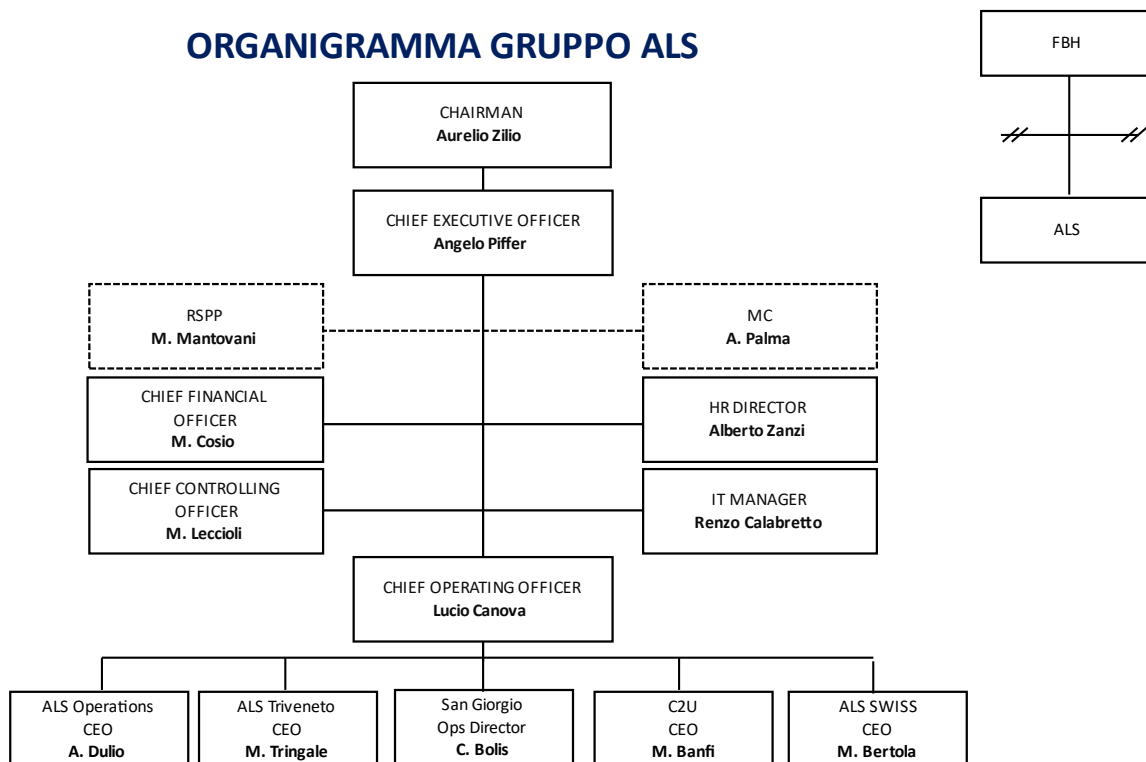 ORGANIGRAMMA GRUPPO ALS
FBH
ALS
CHAIRMAN
Aurelio Zilio
CHIEF EXECUTIVE OFFICER
Angelo Piffer
RSPP
M. Mantovani
MC
A. Palma
CHIEF FINANCIAL
OFFICER
M. Cosio
HR DIRECTOR
Alberto Zanzi
CHIEF CONTROLLING
OFFICER
M. Leccioli
IT MANAGER
Renzo Calabretto
CHIEF OPERATING OFFICER
Lucio Canova
ALS Operations
CEO
A. Dulio
ALS Triveneto
CEO
M. Tringale
San Giorgio
Ops Director
C. Bolis
C2U
CEO
M. Banfi
ALS SWISS
CEO
M. Bertola